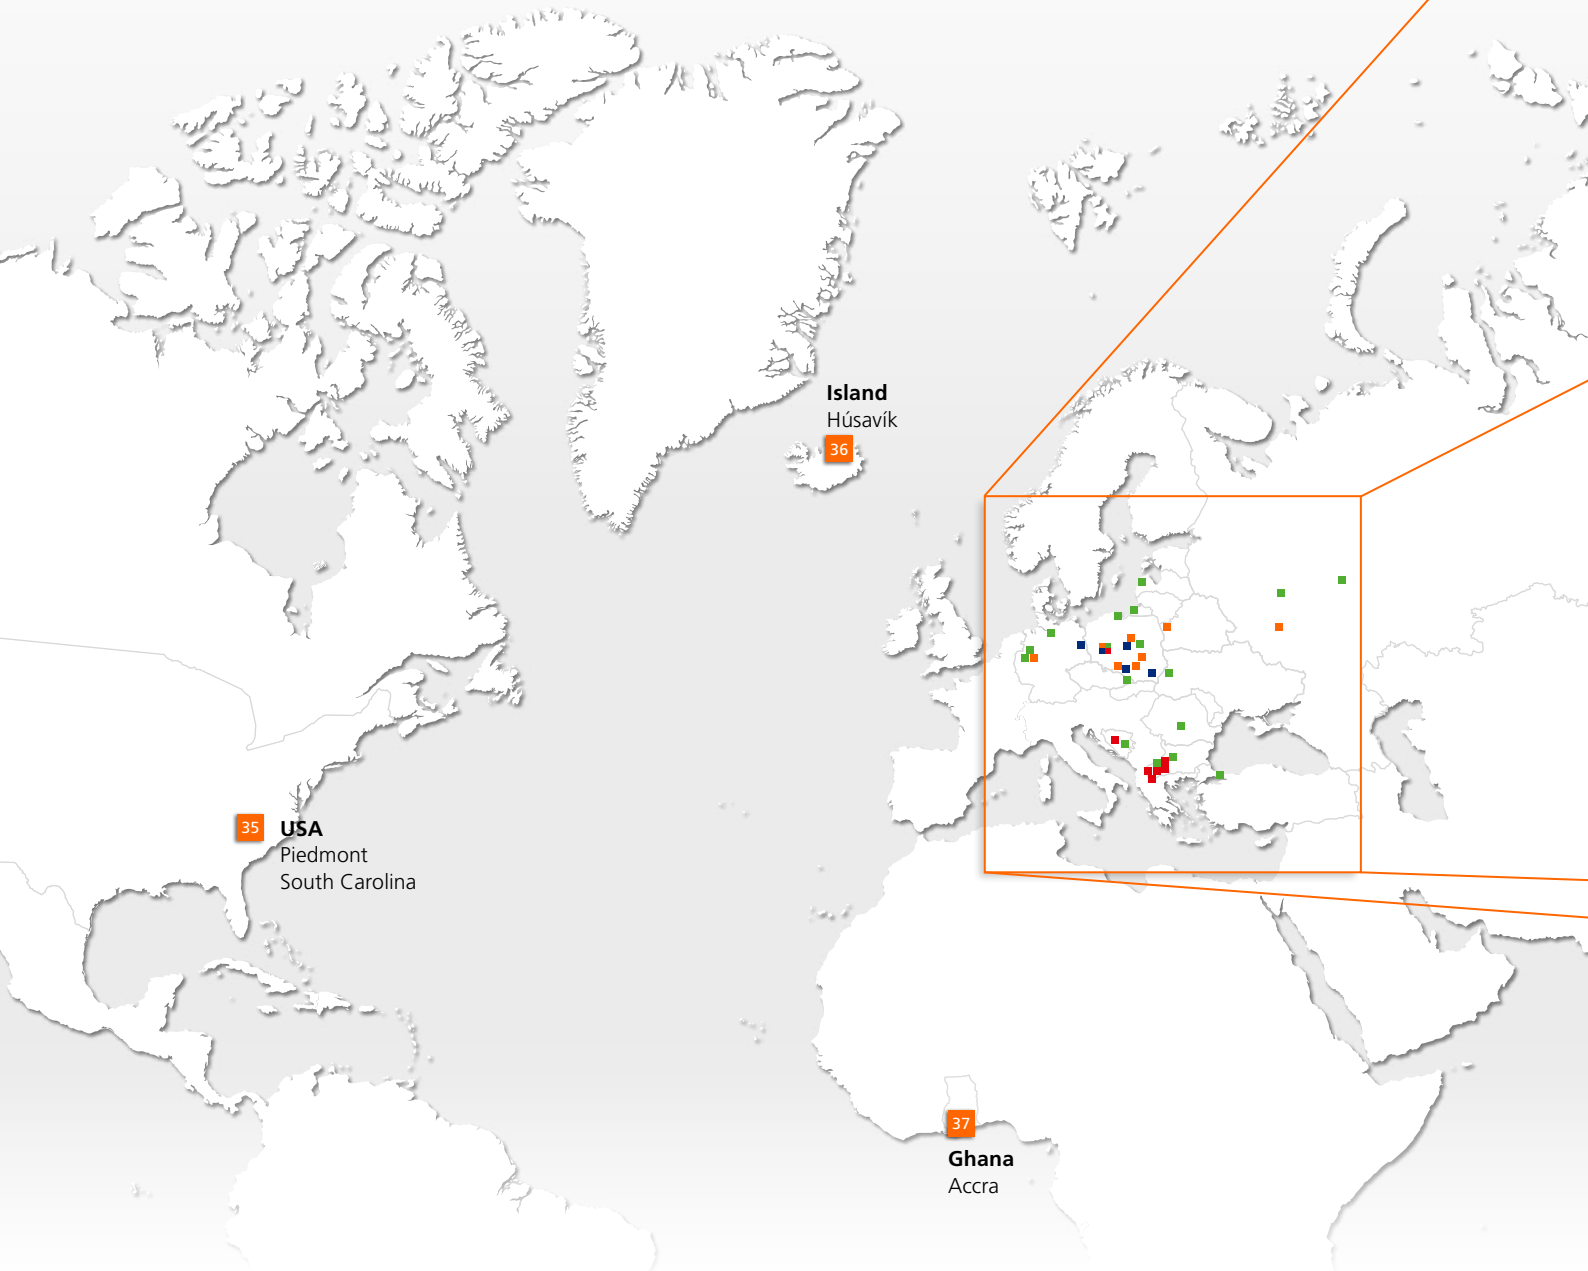 Island
Húsavík
36
35
USA
Piedmont
South Carolina
37
Ghana
Accra